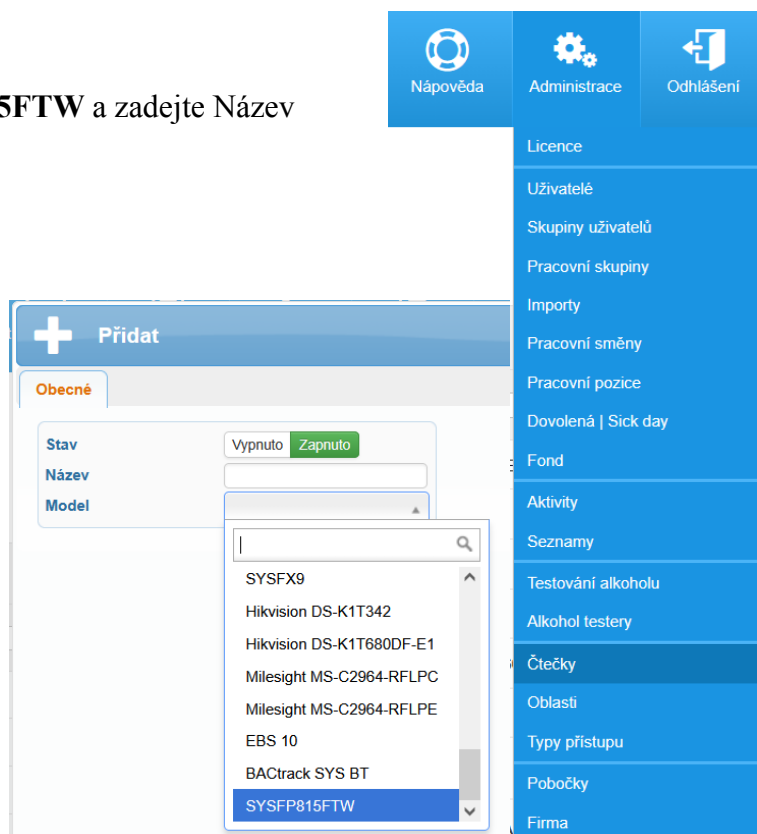 5FTW a zadejte Název
Nápověda
Administrace
Odhlášení
Licence
Uživatelé
Skupiny uživatelů
Pracovní skupiny
Importy
Pracovní směny
Pracovní pozice
Dovolená | Sick day
Fond
Aktivity
Seznamy
Testování alkoholu
Alkohol testery
Čtečky
Oblasti
Typy přístupu
Pobočky
Firma
Přidat
Obecné
Stav
Vypnuto Zapnuto
Název
Model
SYSFX9
Hikvision DS-K1T342
Hikvision DS-K1T680DF-E1
Milesight MS-C2964-RFLPC
Milesight MS-C2964-RFLPE
EBS 10
BACtrack SYS BT
SYSFP815FTW